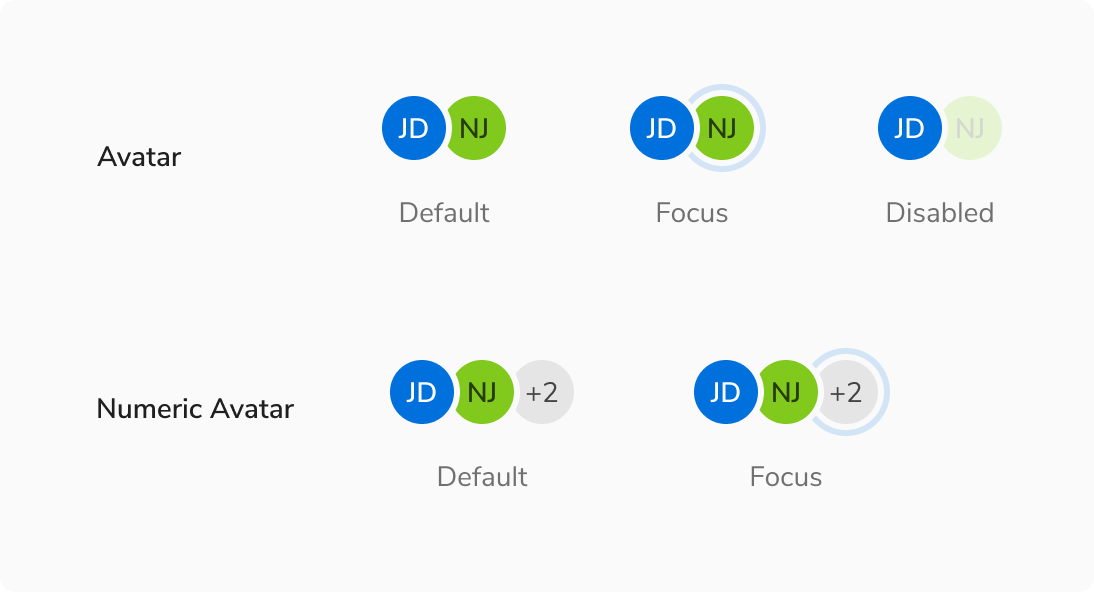 JD NJ JD NJ JD NJ
Avatar
Default Focus Disabled
JD NJ +2 JD NJ +2
Numeric Avatar
Default Focus